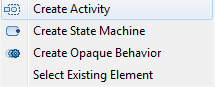 Create Activity
Create State Machine
Create Opaque Behavior
Select Existing Element